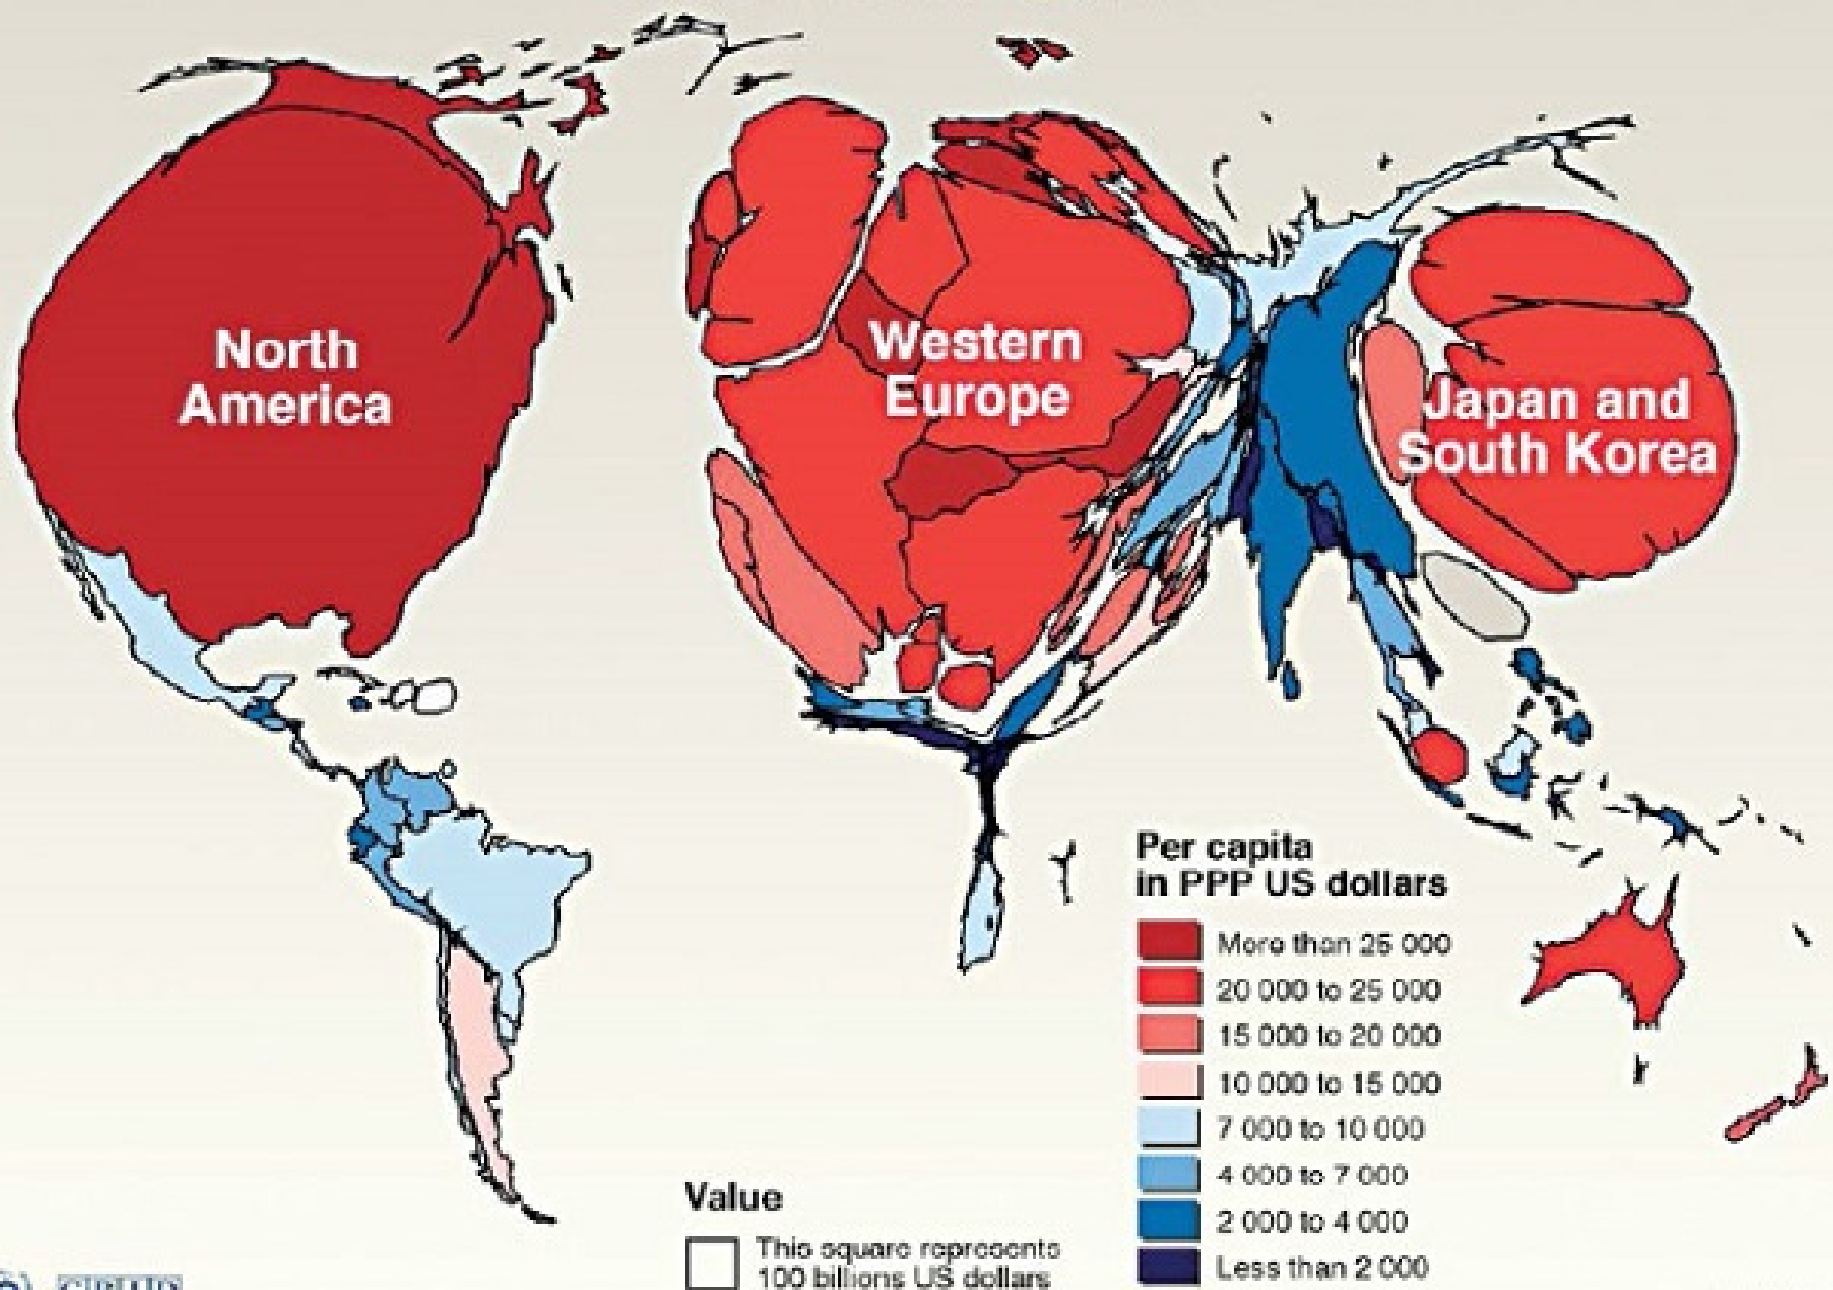 North
America
Western
Europe
Japan and
South Korea
Per capita
in PPP US dollars
More than 25 000
20 000 to 25 000
15 000 to 20 000
10 000 to 15 000
7 000 to 10 000
4 000 to 7 000
2 000 to 4 000
Less than 2 000
Value
This square represents
100 billions US dollars